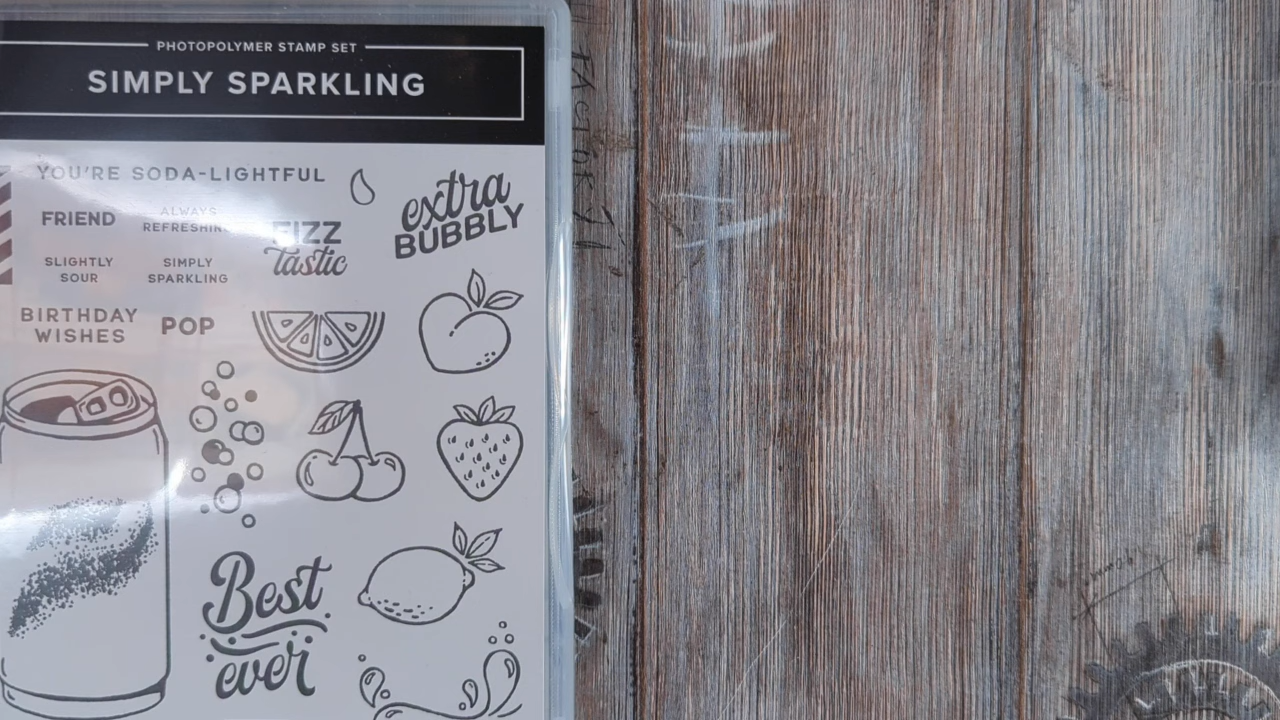 PHOTOPOLYMER STAMP SET
SIMPLY SPARKLING
YOU'RE SODA-LIGHTFUL
extra
BUBBLY
FRIEND
ALWAYS
REFRESHING
FIZZ
tastic
SLIGHTLY
SOUR
SIMPLY
SPARKLING
BIRTHDAY
WISHES
POP
Best
ever